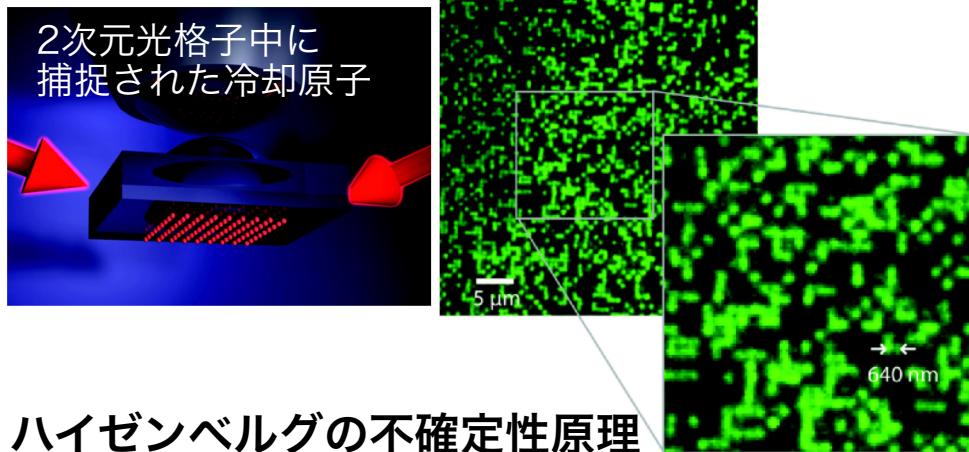 2次元光格子中に
捕捉された冷却原子
5 μm
640 nm
ハイゼンベルグの不確定性原理